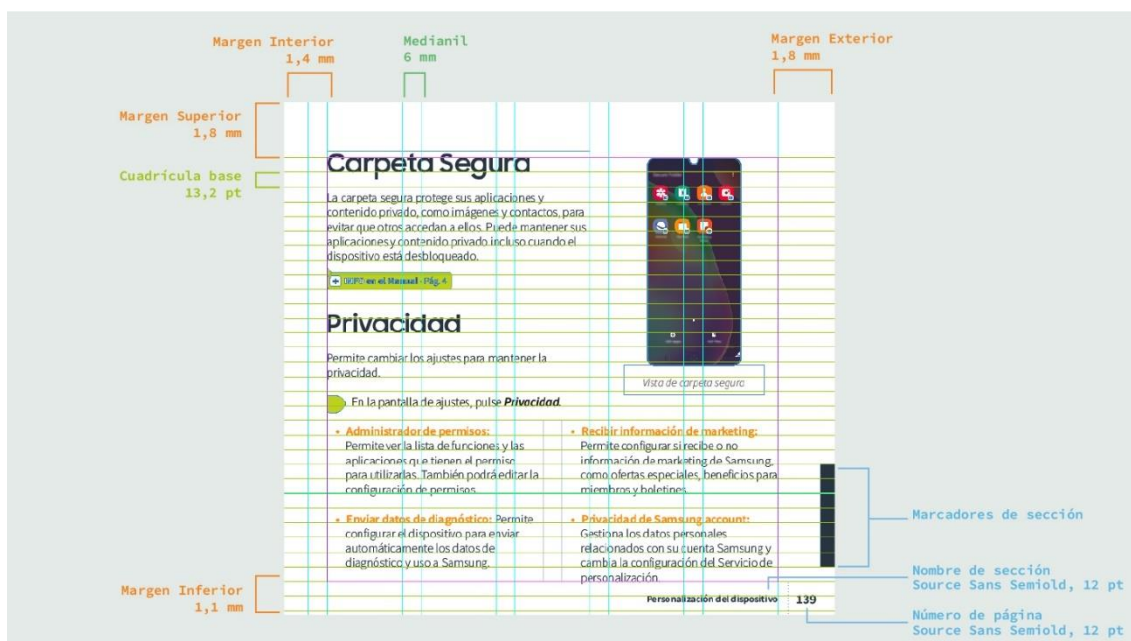 Margen Interior
1,4 mm
Medianil
6 mm
Margen Exterior
1,8 mm
Margen Superior
1,8 mm
Cuadrícula base
13,2 pt
Carpeta Segura
La carpeta segura protege sus aplicaciones y
contenido privado, como imágenes y contactos, para
evitar que otros accedan a ellos. Puede mantener sus
aplicaciones y contenido privado incluso cuando el
dispositivo está desbloqueado.
en el Manual - Pág. 4
Privacidad
Permite cambiar los ajustes para mantener la
privacidad.
En la pantalla de ajustes, pulse Privacidad.
Vista de carpeta segura
• Administrador de permisos:
Permite ver la lista de funciones y las
aplicaciones que tienen el permiso
para utilizarlas. También podrá editar la
configuración de permisos.
• Enviar datos de diagnóstico: Permite
configurar el dispositivo para enviar
automáticamente los datos de
diagnóstico y uso a Samsung.
• Recibir información de marketing:
Permite configurar si recibe o no
información de marketing de Samsung,
como ofertas especiales, beneficios para
miembros y boletines.
• Privacidad de Samsung account:
Gestiona los datos personales
relacionados con su cuenta Samsung y
cambia la configuración del Servicio de
personalización.
Personalización del dispositivo 139
Marcadores de sección
Nombre de sección
Source Sans Semiold, 12 pt
Número de página
Source Sans Semiold, 12 pt
Margen Inferior
1,1 mm